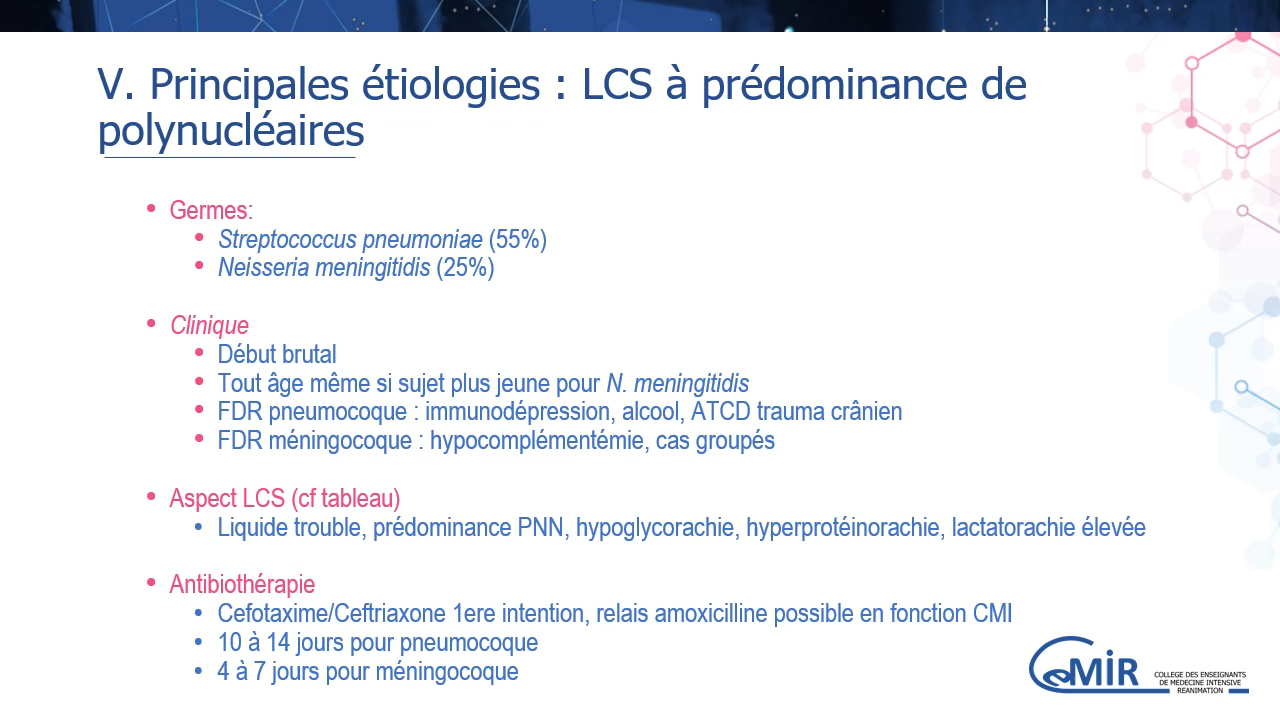 V. Principales étiologies : LCS à prédominance de
polynucléaires
• Germes:
• Streptococcus pneumoniae (55%)
• Neisseria meningitidis (25%)
• Clinique
• Début brutal
• Tout âge même si sujet plus jeune pour N. meningitidis
• FDR pneumocoque : immunodépression, alcool, ATCD trauma crânien
• FDR méningocoque : hypocomplémentémie, cas groupés
• Aspect LCS (cf tableau)
• Liquide trouble, prédominance PNN, hypoglycorachie, hyperprotéinorachie, lactatorachie élevée
• Antibiothérapie
• Cefotaxime/Ceftriaxone 1ere intention, relais amoxicilline possible en fonction CMI
• 10 à 14 jours pour pneumocoque
• 4 à 7 jours pour méningocoque
CeMIR
COLLEGE DES ENSEIGNANTS
DE MEDECINE INTENSIVE
REANIMATION